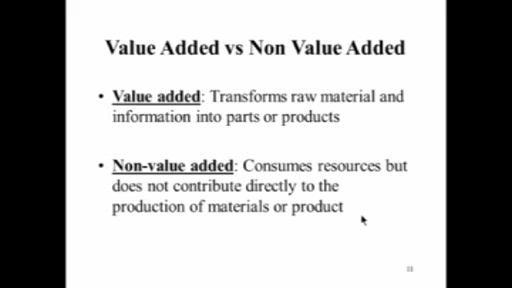 Value Added vs Non Value Added
• Value added: Transforms raw material and
information into parts or products
• Non-value added: Consumes resources but
does not contribute directly to the
production of materials or product